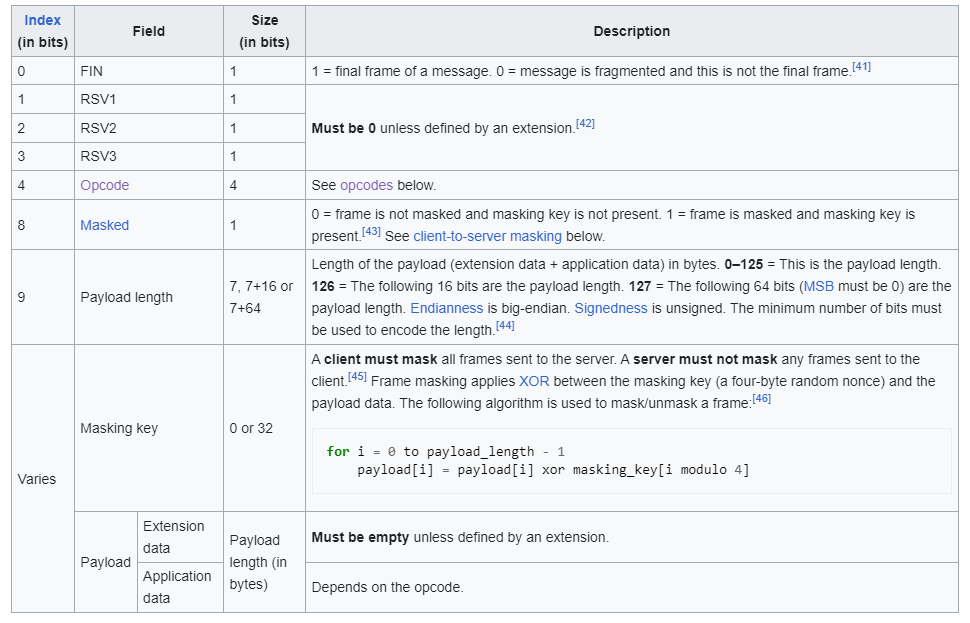 Index
(in bits)
Field
Size
(in bits)
Description
0
FIN
1
1 = final frame of a message. 0 = message is fragmented and this is not the final frame.[41]
1
RSV1
1
Must be 0 unless defined by an extension.[42]
2
RSV2
1
3
RSV3
1
4
Opcode
4
See opcodes below.
8
Masked
1
0 = frame is not masked and masking key is not present. 1 = frame is masked and masking key is
present.[43] See client-to-server masking below.
9
Payload length
7, 7+16 or
7+64
Length of the payload (extension data + application data) in bytes. 0–125 = This is the payload length.
126 = The following 16 bits are the payload length. 127 = The following 64 bits (MSB must be 0) are the
payload length. Endianness is big-endian. Signedness is unsigned. The minimum number of bits must
be used to encode the length.[44]
Varies
Masking key
0 or 32
A client must mask all frames sent to the server. A server must not mask any frames sent to the
client.[45] Frame masking applies XOR between the masking key (a four-byte random nonce) and the
payload data. The following algorithm is used to mask/unmask a frame:[46]
for i = 0 to payload_length - 1
    payload[i] = payload[i] xor masking_key[i modulo 4]
Payload
Extension
data
Payload
length (in
bytes)
Must be empty unless defined by an extension.
Application
data
Depends on the opcode.